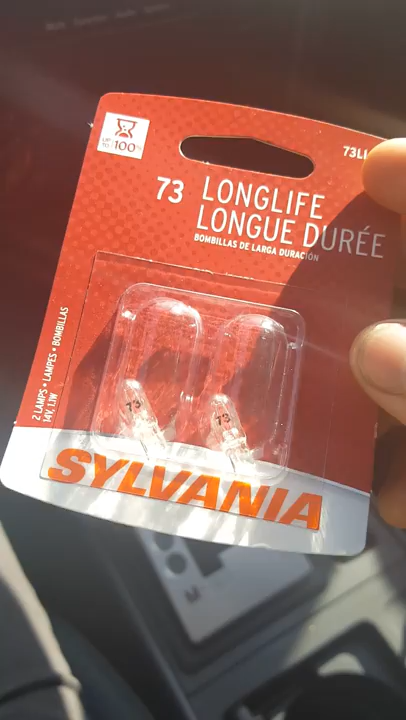 UP TO 100%
73LL
73 LONGLIFE
LONGUE DURÉE
BOMBILLAS DE LARGA DURACIÓN
2 LAMPS • LAMPES • BOMBILLAS
14V, 1.1W
73
73
SYLVANIA